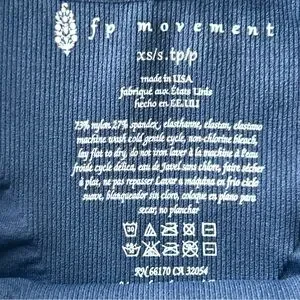 fp movement
xs/s.tp/p
made in USA
fabriqué aux États Unis
hecho en EE.UU
73% nylon, 27% spandex, elasthanne, elastan, elastano
machine wash cold gentle cycle, non-chlorine bleach,
lay flat to dry, do not iron laver à la machine à l'eau
froide cycle délica, eau de javel sans chlore, faire sécher
à plat, ne pas repasser Lavar a máquina en frío ciclo
suave, blanqueador sin cloro, coloque en plano para
secar, no planchar
30
RN 66170 CA 32054